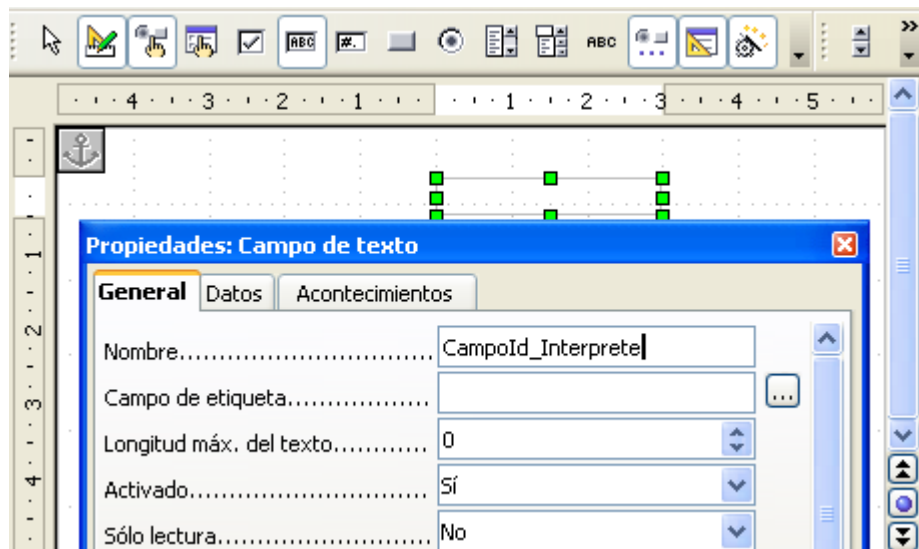 ABC #. ABC »
4 3 2 1 1 2 3 4 5
Propiedades: Campo de texto
General Datos Acontecimientos
Nombre.............................. CampoId_Interprete
Campo de etiqueta.................. ...
Longitud máx. del texto............ 0
Activado............................ Sí
Sólo lectura......................... No
1
2
3
4